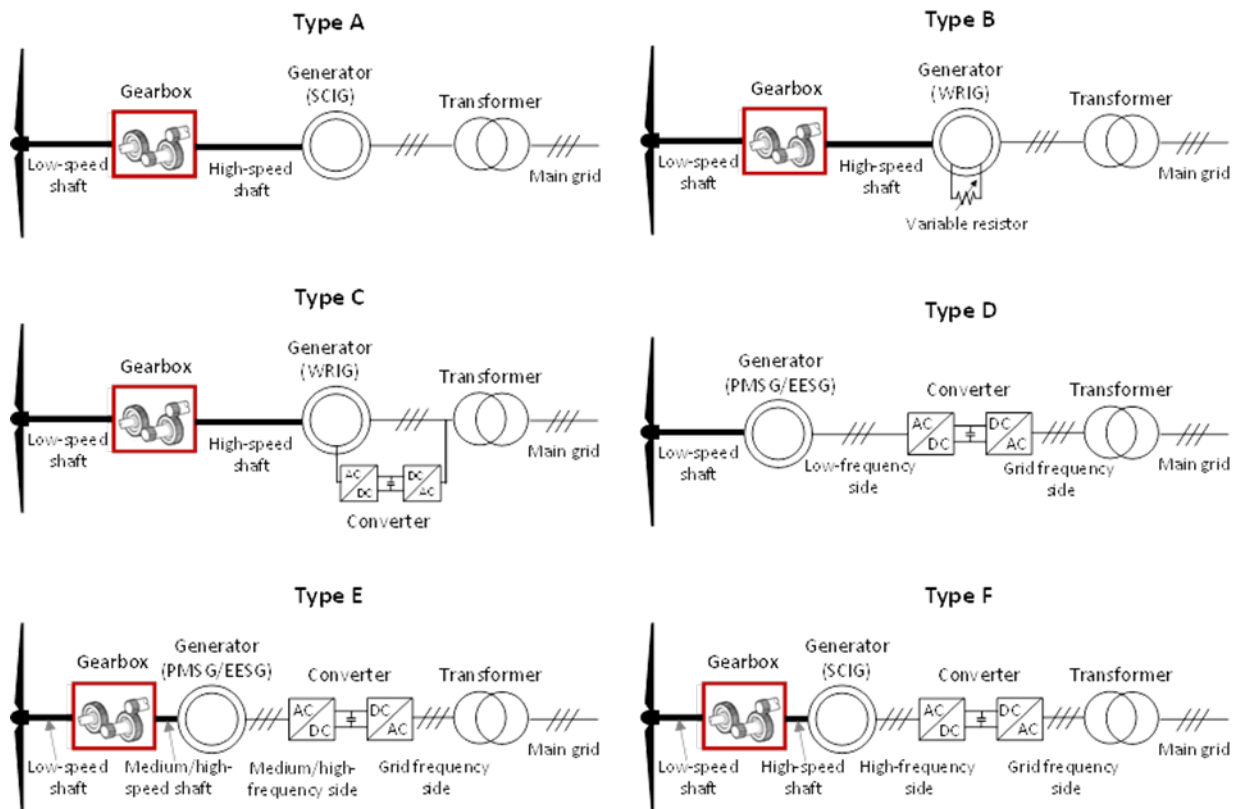 Type A
Generator
(SCIG)
Gearbox
Transformer
Low-speed
shaft
High-speed
shaft
Main grid
Type B
Generator
(WRIG)
Gearbox
Transformer
Low-speed
shaft
High-speed
shaft
Main grid
Variable resistor
Type C
Generator
(WRIG)
Gearbox
Transformer
Low-speed
shaft
High-speed
shaft
Main grid
AC
DC
DC
AC
Converter
Type D
Generator
(PMSG/EESG)
Converter
Transformer
AC
DC
DC
AC
Low-speed
shaft
Low-frequency
side
Grid frequency
side
Main grid
Type E
Generator
(PMSG/EESG)
Gearbox
Converter
Transformer
AC
DC
DC
AC
Low-speed
shaft
Medium/high-
speed shaft
Medium/high-
frequency side
Grid frequency
side
Main grid
Type F
Generator
(SCIG)
Gearbox
Converter
Transformer
AC
DC
DC
AC
Low-speed
shaft
High-speed
shaft
High-frequency
side
Grid frequency
side
Main grid